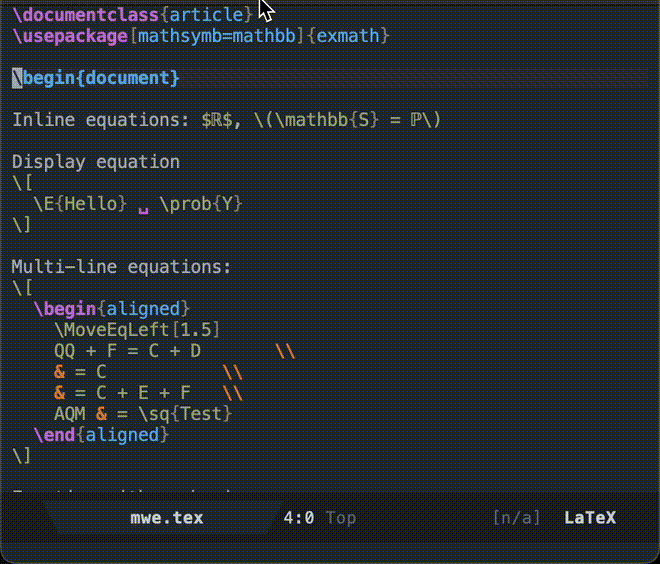 \documentclass{article}
\usepackage[mathsymb=mathbb]{exmath}
\begin{document}
Inline equations: $ℝ$, \(\mathbb{S} = ℙ\)
Display equation
\[
\E{Hello} ␣ \prob{Y}
\]
Multi-line equations:
\[
\begin{aligned}
\MoveEqLeft[1.5]
QQ + F = C + D \\
& = C \\
& = C + E + F \\
AQM & = \sq{Test}
\end{aligned}
\]
mwe.tex 4:0 Top [n/a] LaTeX